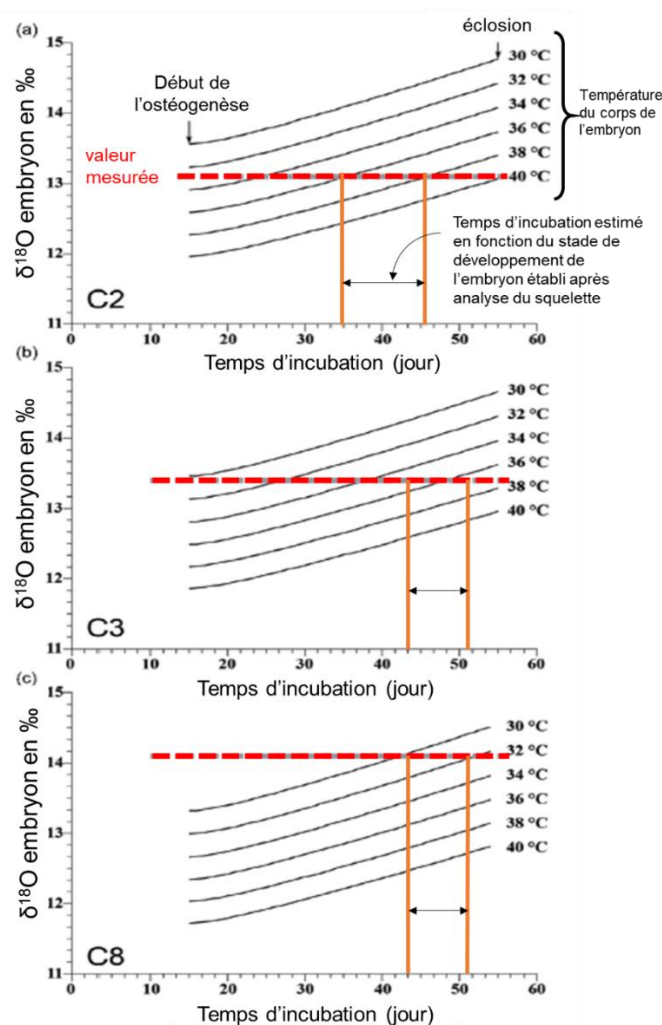 (a)
15
14
13
12
11
δ¹⁸O embryon en ‰
Début de
l'ostéogenèse
éclosion
valeur
mesurée
30 °C
32 °C
34 °C
36 °C
38 °C
40 °C
Température
du corps de
l'embryon
Temps d'incubation estimé
en fonction du stade de
développement de
l'embryon établi après
analyse du squelette
C2
0 10 20 30 40 50 60
Temps d'incubation (jour)
(b)
15
14
13
12
11
δ¹⁸O embryon en ‰
30 °C
32 °C
34 °C
36 °C
38 °C
40 °C
C3
0 10 20 30 40 50 60
Temps d'incubation (jour)
(c)
15
14
13
12
11
δ¹⁸O embryon en ‰
30 °C
32 °C
34 °C
36 °C
38 °C
40 °C
C8
0 10 20 30 40 50 60
Temps d'incubation (jour)